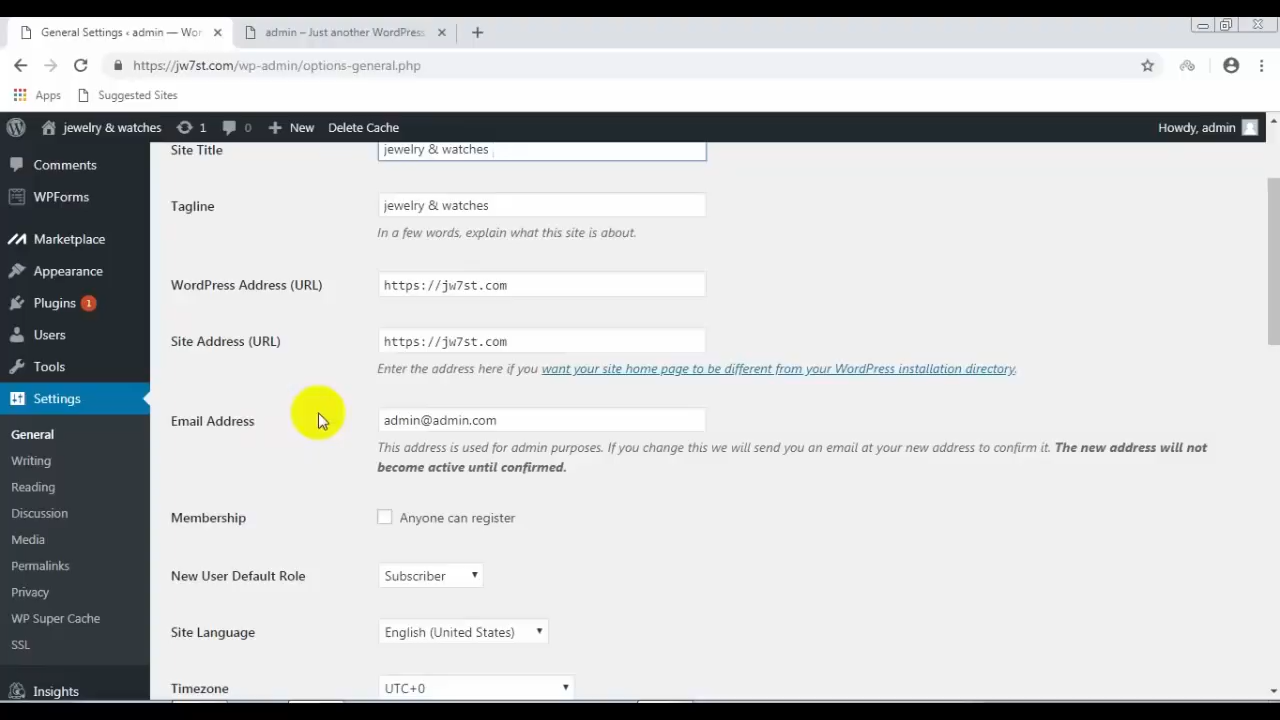 General Settings ‹ admin — Wor
admin – Just another WordPress
https://jw7st.com/wp-admin/options-general.php
Apps
Suggested Sites
jewelry & watches
1
0
New
Delete Cache
Howdy, admin
Comments
WPForms
Marketplace
Appearance
Plugins 1
Users
Tools
Settings
General
Writing
Reading
Discussion
Media
Permalinks
Privacy
WP Super Cache
SSL
Insights
Site Title
jewelry & watches
Tagline
jewelry & watches
In a few words, explain what this site is about.
WordPress Address (URL)
https://jw7st.com
Site Address (URL)
https://jw7st.com
Enter the address here if you want your site home page to be different from your WordPress installation directory.
Email Address
admin@admin.com
This address is used for admin purposes. If you change this we will send you an email at your new address to confirm it. The new address will not
become active until confirmed.
Membership
Anyone can register
New User Default Role
Subscriber
Site Language
English (United States)
Timezone
UTC+0